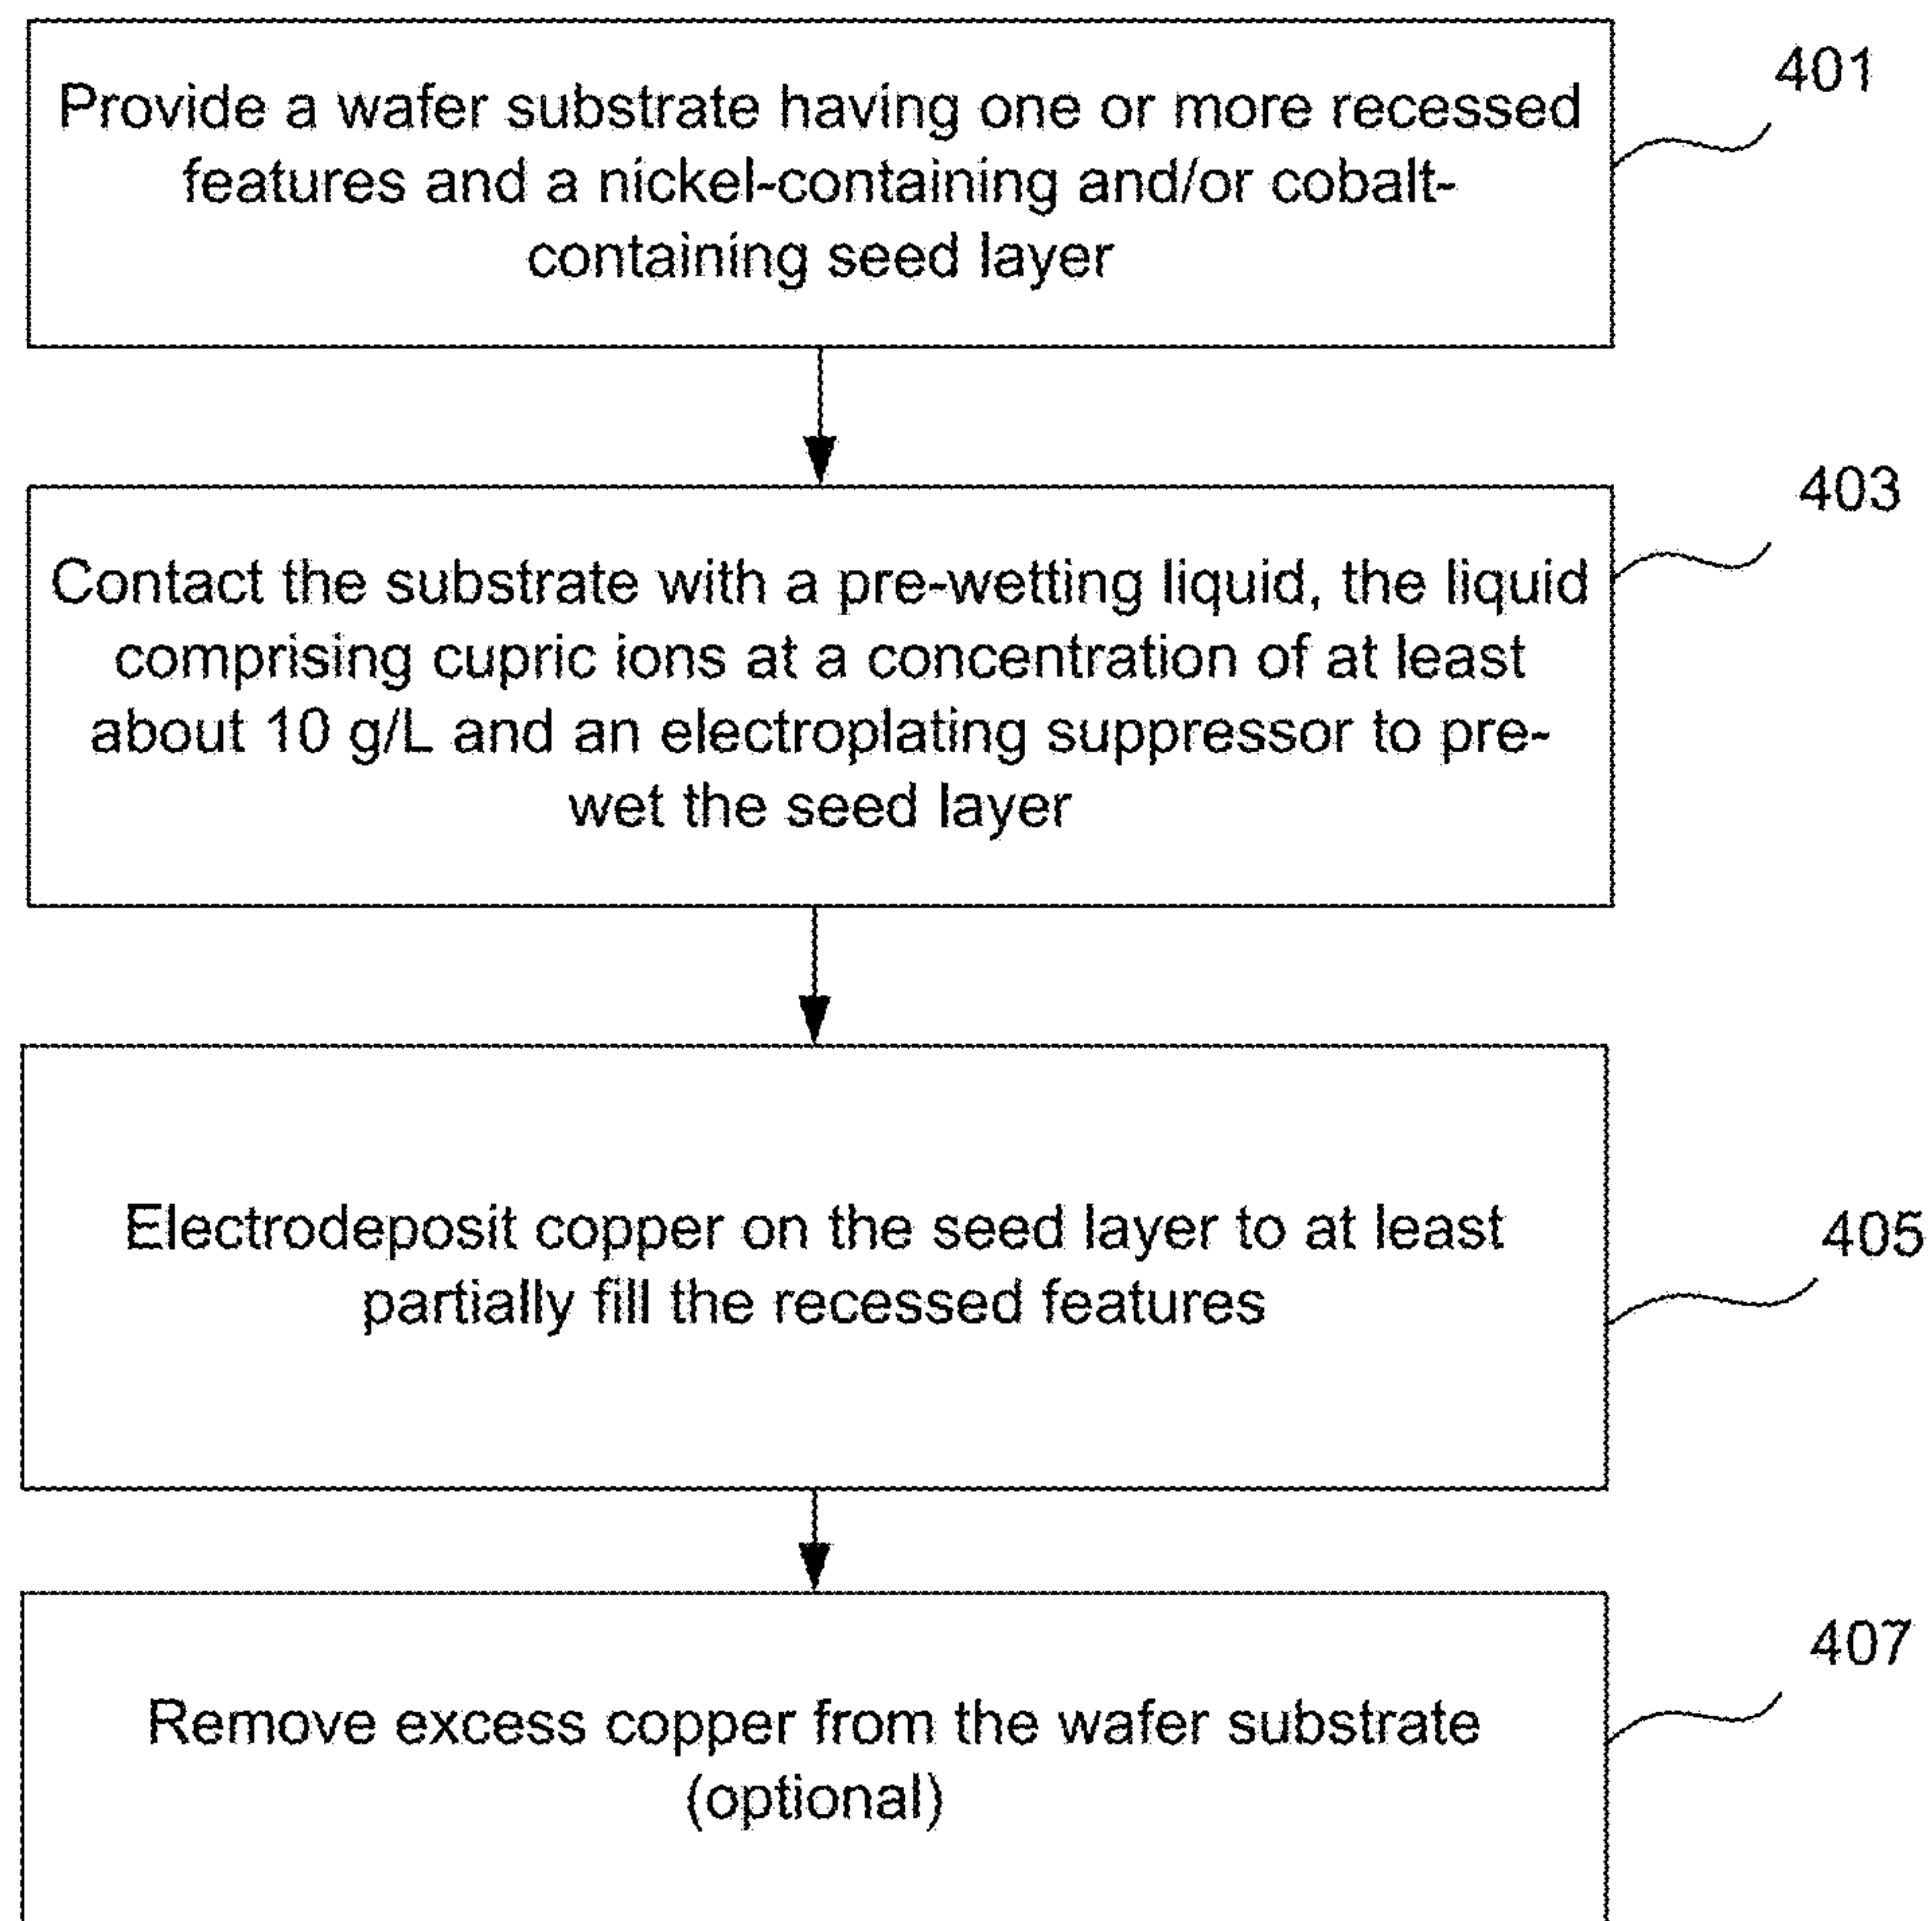 Provide a wafer substrate having one or more recessed
features and a nickel-containing and/or cobalt-
containing seed layer
401
Contact the substrate with a pre-wetting liquid, the liquid
comprising cupric ions at a concentration of at least
about 10 g/L and an electroplating suppressor to pre-
wet the seed layer
403
Electrodeposit copper on the seed layer to at least
partially fill the recessed features
405
Remove excess copper from the wafer substrate
(optional)
407